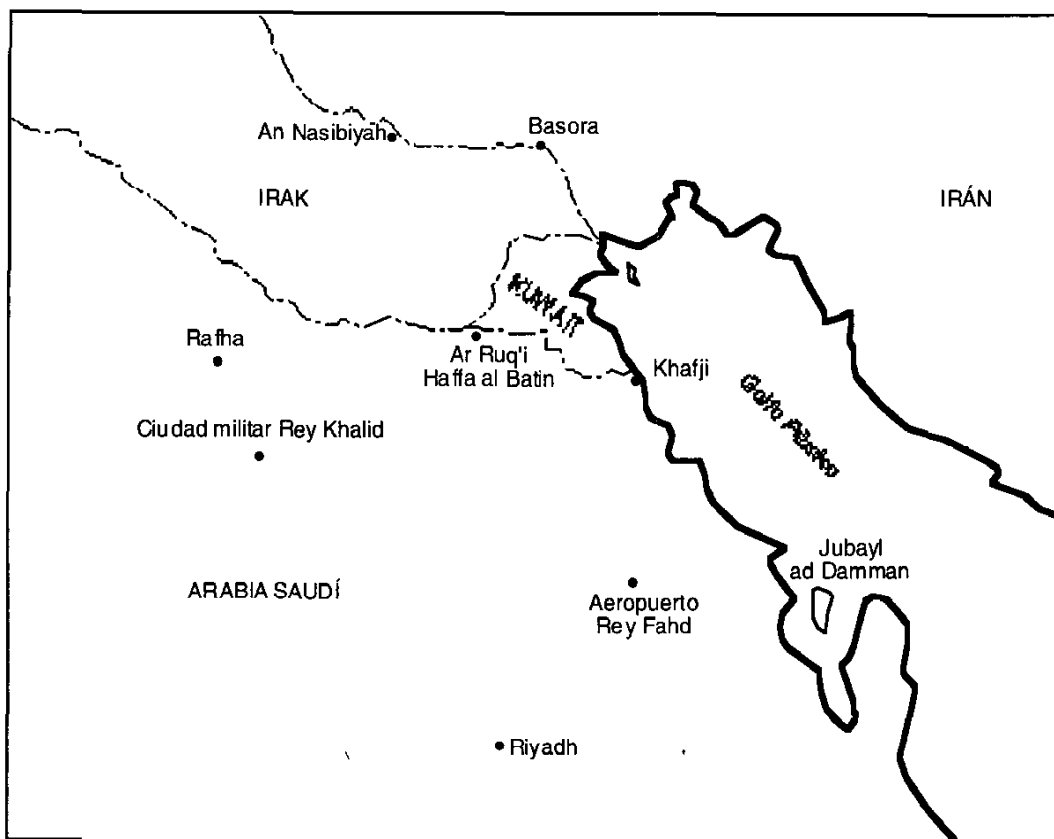 An Nasibiyah
Basora
IRAK
IRÁN
KUWAIT
Rafha
Ar Ruq'i
Haffa al Batin
Khafji
Golfo Pérsico
Ciudad militar Rey Khalid
Jubayl
ad Damman
ARABIA SAUDÍ
Aeropuerto
Rey Fahd
Riyadh